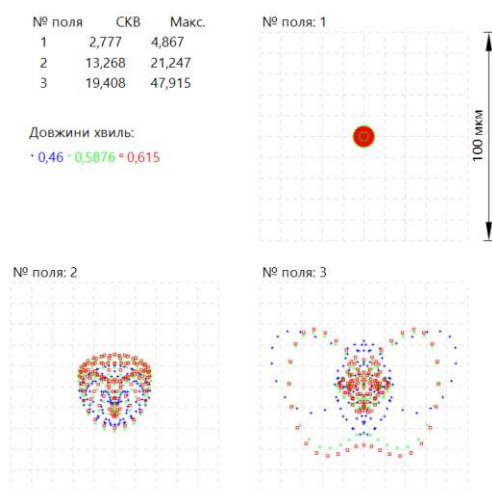 № поля СКВ Макс.
1 2,777 4,867
2 13,268 21,247
3 19,408 47,915
Довжини хвиль:
0,46 0,5876 0,615
№ поля: 1
100 мкм
№ поля: 2
№ поля: 3